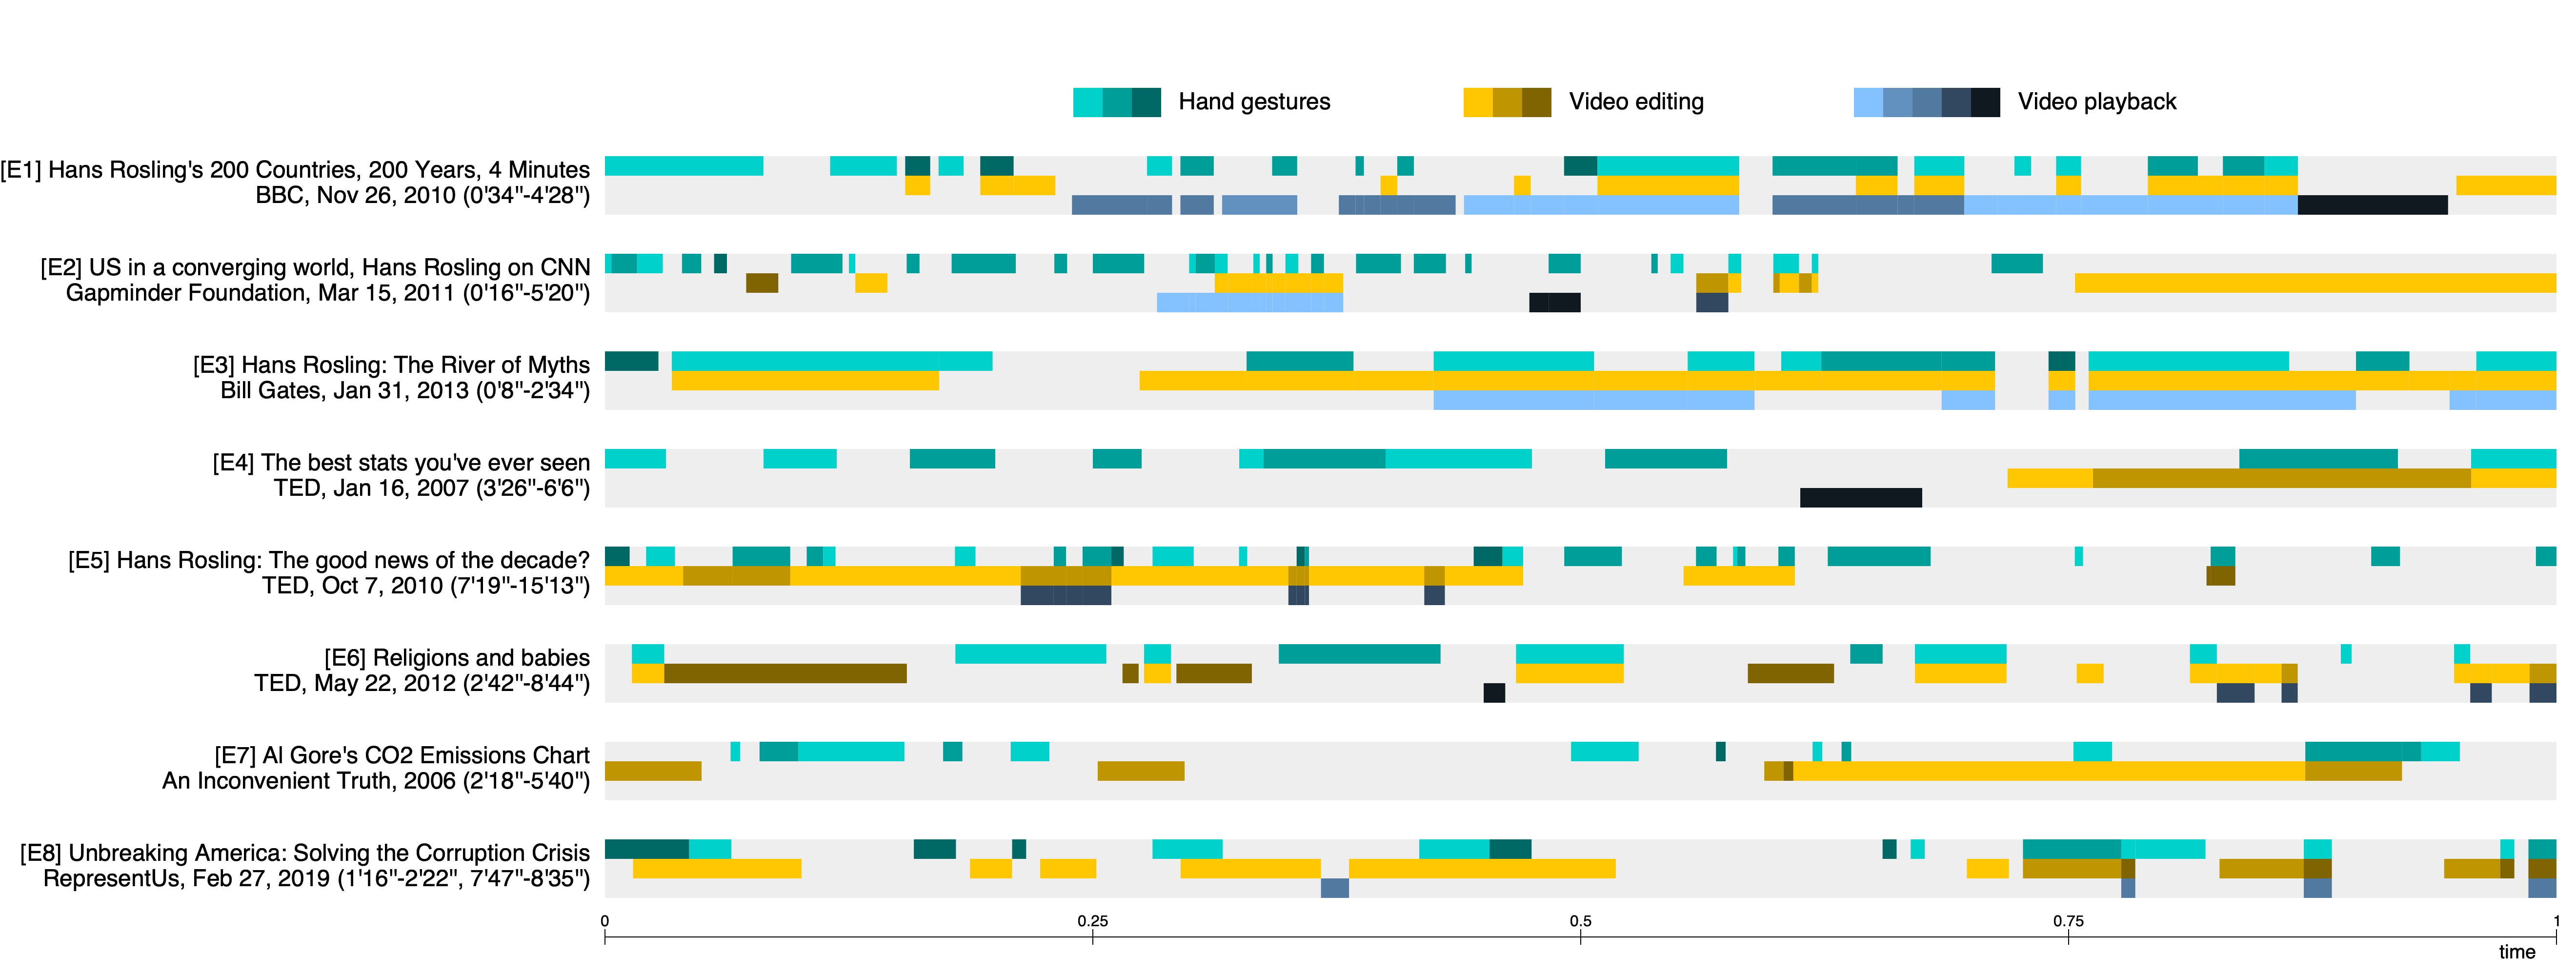 Hand gestures
Video editing
Video playback
[E1] Hans Rosling's 200 Countries, 200 Years, 4 Minutes
BBC, Nov 26, 2010 (0'34"-4'28")
[E2] US in a converging world, Hans Rosling on CNN
Gapminder Foundation, Mar 15, 2011 (0'16"-5'20")
[E3] Hans Rosling: The River of Myths
Bill Gates, Jan 31, 2013 (0'8"-2'34")
[E4] The best stats you've ever seen
TED, Jan 16, 2007 (3'26"-6'6")
[E5] Hans Rosling: The good news of the decade?
TED, Oct 7, 2010 (7'19"-15'13")
[E6] Religions and babies
TED, May 22, 2012 (2'42"-8'44")
[E7] Al Gore's CO2 Emissions Chart
An Inconvenient Truth, 2006 (2'18"-5'40")
[E8] Unbreaking America: Solving the Corruption Crisis
RepresentUs, Feb 27, 2019 (1'16"-2'22", 7'47"-8'35")
0 0.25 0.5 0.75 1
time